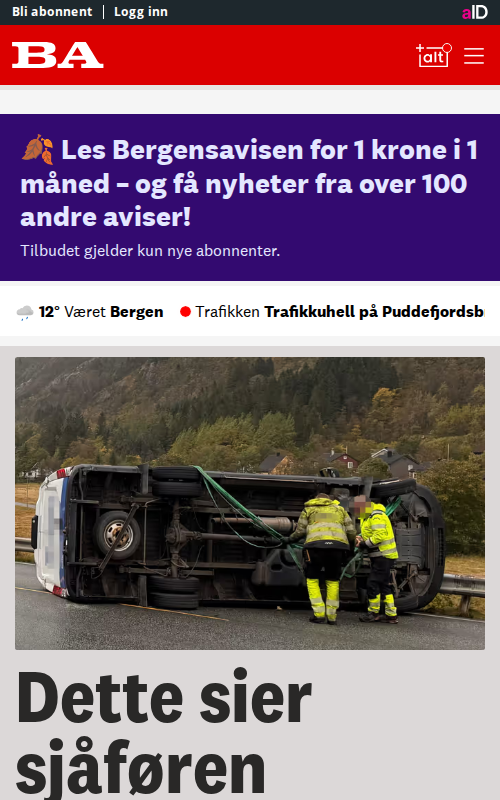 Bli abonnent
Logg inn
aID
BA
+alt
Les Bergensavisen for 1 krone i 1
måned – og få nyheter fra over 100
andre aviser!
Tilbudet gjelder kun nye abonnenter.
12° Været Bergen
Trafikken Trafikkuhell på Puddefjordsb
Dette sier
sjåføren